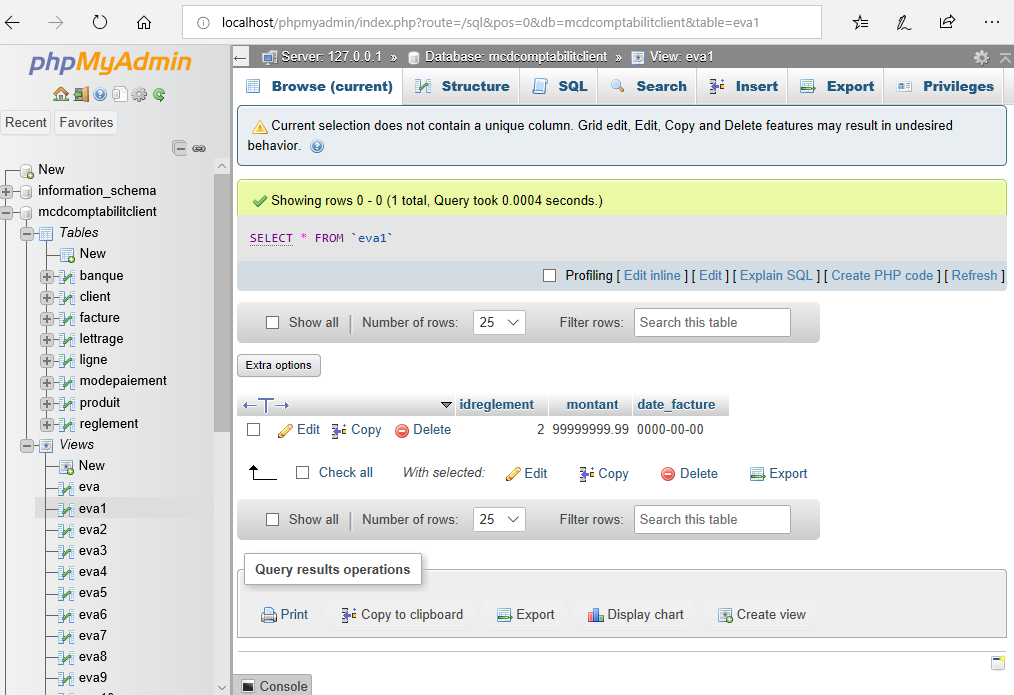 localhost/phpmyadmin/index.php?route=/sql&pos=0&db=mcdcomptabilitclient&table=eva1
phpMyAdmin
Recent Favorites
New
information_schema
mcdcomptabilitclient
Tables
New
banque
client
facture
lettrage
ligne
modepaiement
produit
reglement
Views
New
eva
eva1
eva2
eva3
eva4
eva5
eva6
eva7
eva8
eva9
Server: 127.0.0.1 » Database: mcdcomptabilitclient » View: eva1
Browse (current) Structure SQL Search Insert Export Privileges
Current selection does not contain a unique column. Grid edit, Edit, Copy and Delete features may result in undesired
behavior.
Showing rows 0 - 0 (1 total, Query took 0.0004 seconds.)
SELECT * FROM `eva1`
Profiling [ Edit inline ] [ Edit ] [ Explain SQL ] [ Create PHP code ] [ Refresh ]
Show all | Number of rows: 25 Filter rows: Search this table
Extra options
←T→ idreglement montant date_facture
Edit Copy Delete 2 99999999.99 0000-00-00
Check all With selected: Edit Copy Delete Export
Show all | Number of rows: 25 Filter rows: Search this table
Query results operations
Print Copy to clipboard Export Display chart Create view
Console